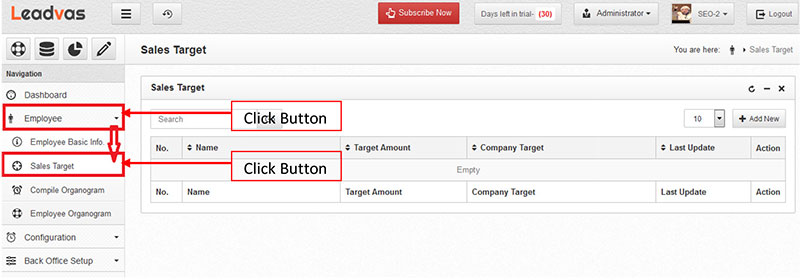 Leadvas
Subscribe Now
Days left in trial- (30)
Administrator
SEO-2
Logout
Sales Target
You are here:
Sales Target
Navigation
Dashboard
Employee
Employee Basic Info.
Sales Target
Compile Organogram
Employee Organogram
Configuration
Back Office Setup
Sales Target
Search
Click Button
10
Add New
No. Name Target Amount Company Target Last Update Action
Click Button
Empty
No. Name Target Amount Company Target Last Update Action